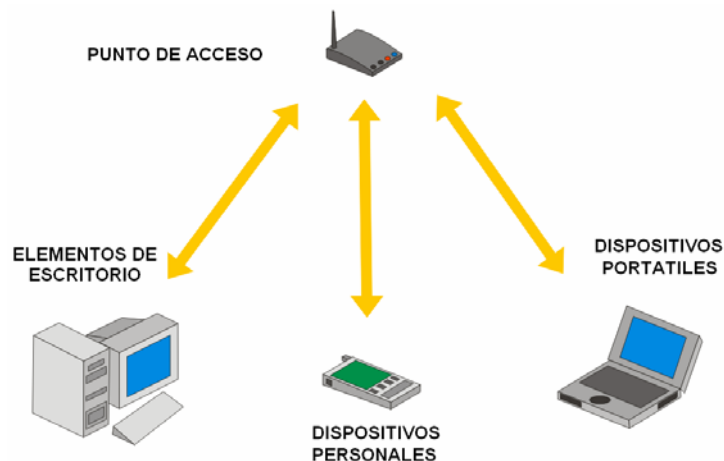 PUNTO DE ACCESO
ELEMENTOS DE
ESCRITORIO
DISPOSITIVOS
PORTATILES
DISPOSITIVOS
PERSONALES